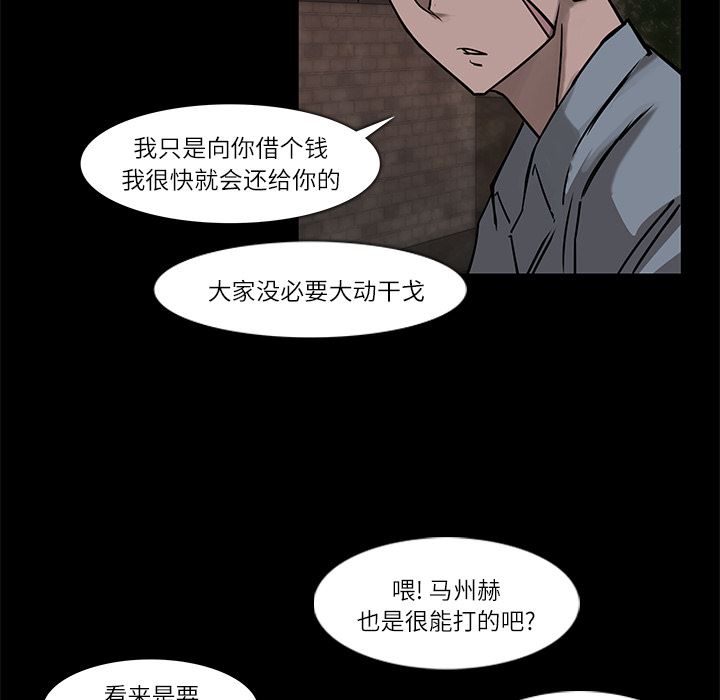 我只是向你借个钱
我很快就会还给你的
大家没必要大动干戈
喂! 马州赫
也是很能打的吧?
看来是要